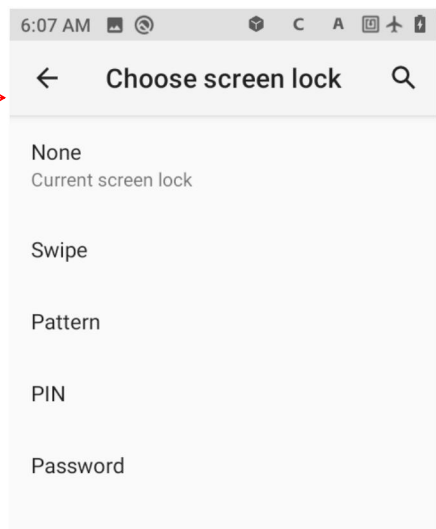 6:07 AM C A
Choose screen lock
None
Current screen lock
Swipe
Pattern
PIN
Password